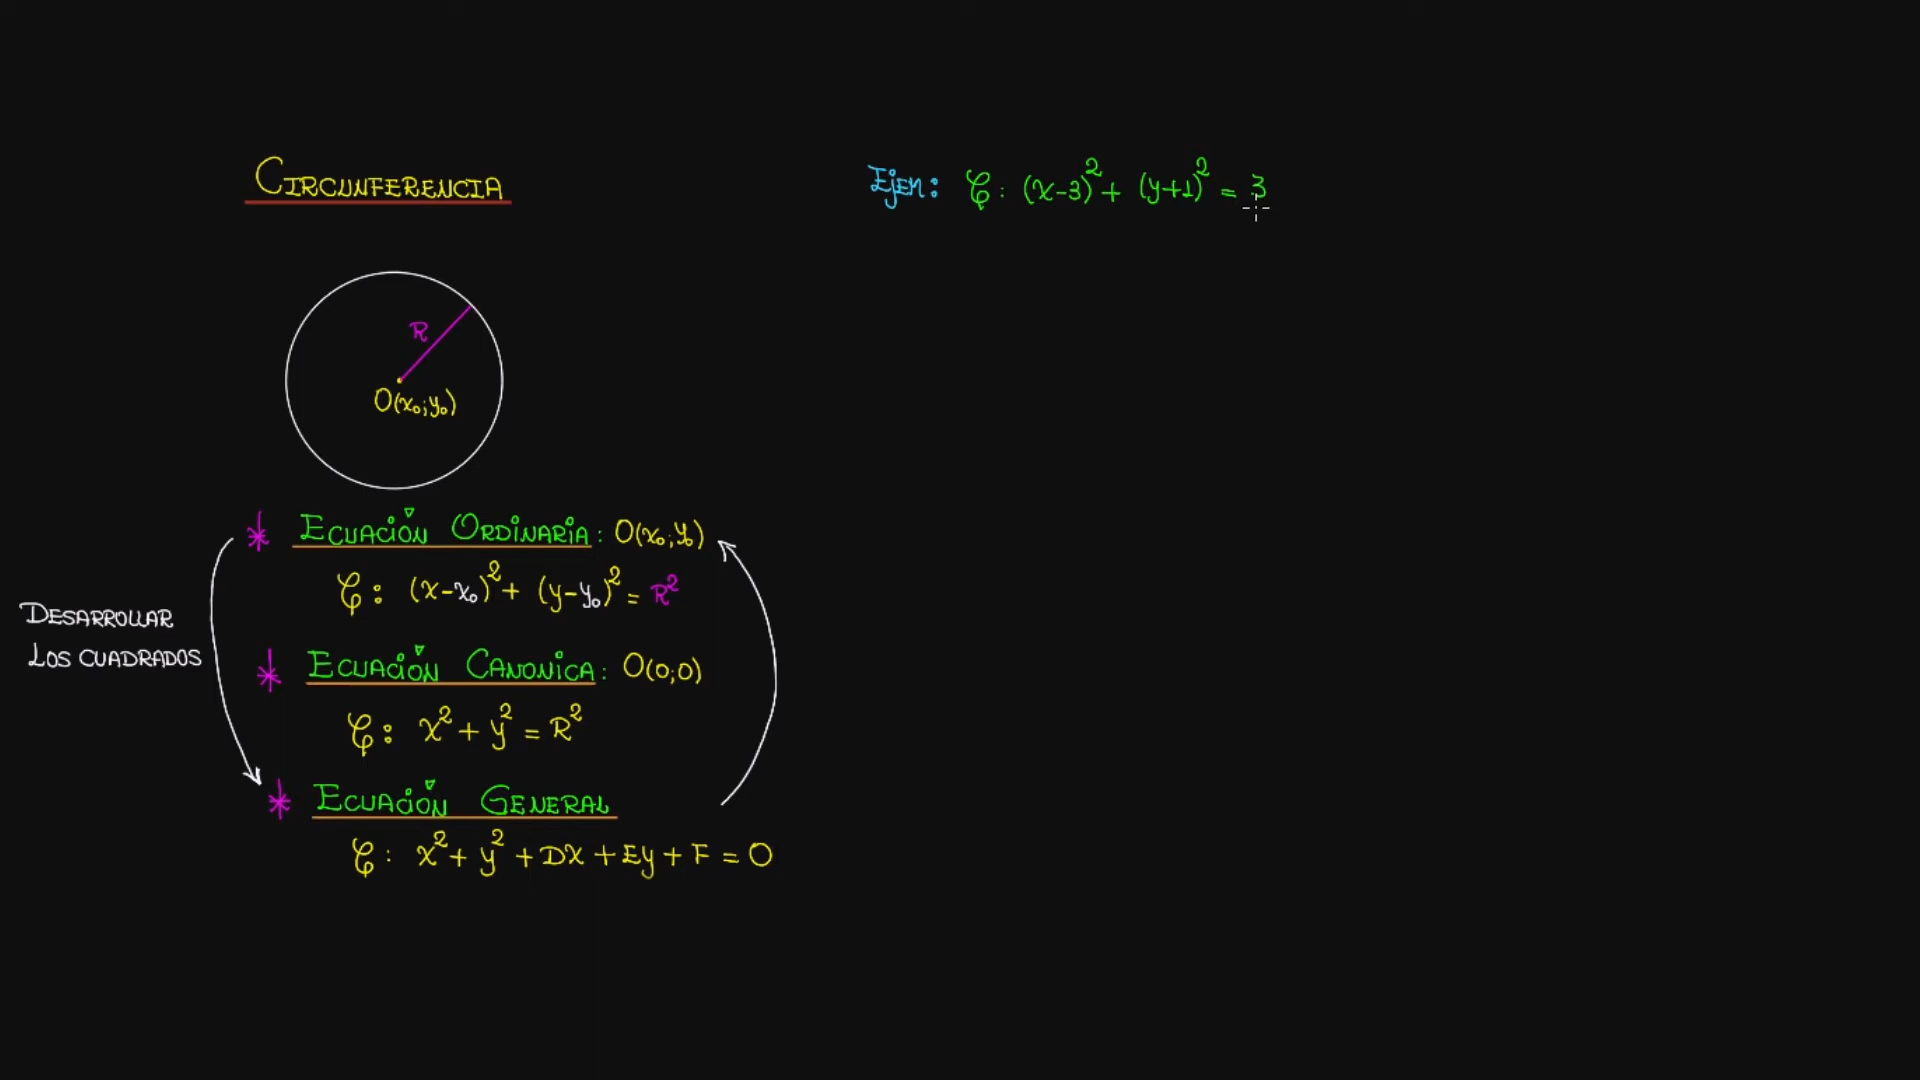 CIRCUNFERENCIA
R
O(x₀;y₀)
* ECUACIÓN ORDINARIA: O(x₀;y₀)
𝒞: (x-x₀)² + (y-y₀)² = R²
DESARROLLAR
LOS CUADRADOS
* ECUACIÓN CANONICA: O(0;0)
𝒞: x² + y² = R²
* ECUACIÓN GENERAL
𝒞: x² + y² + Dx + Ey + F = 0
Ejem: 𝒞: (x-3)² + (y+1)² = 3